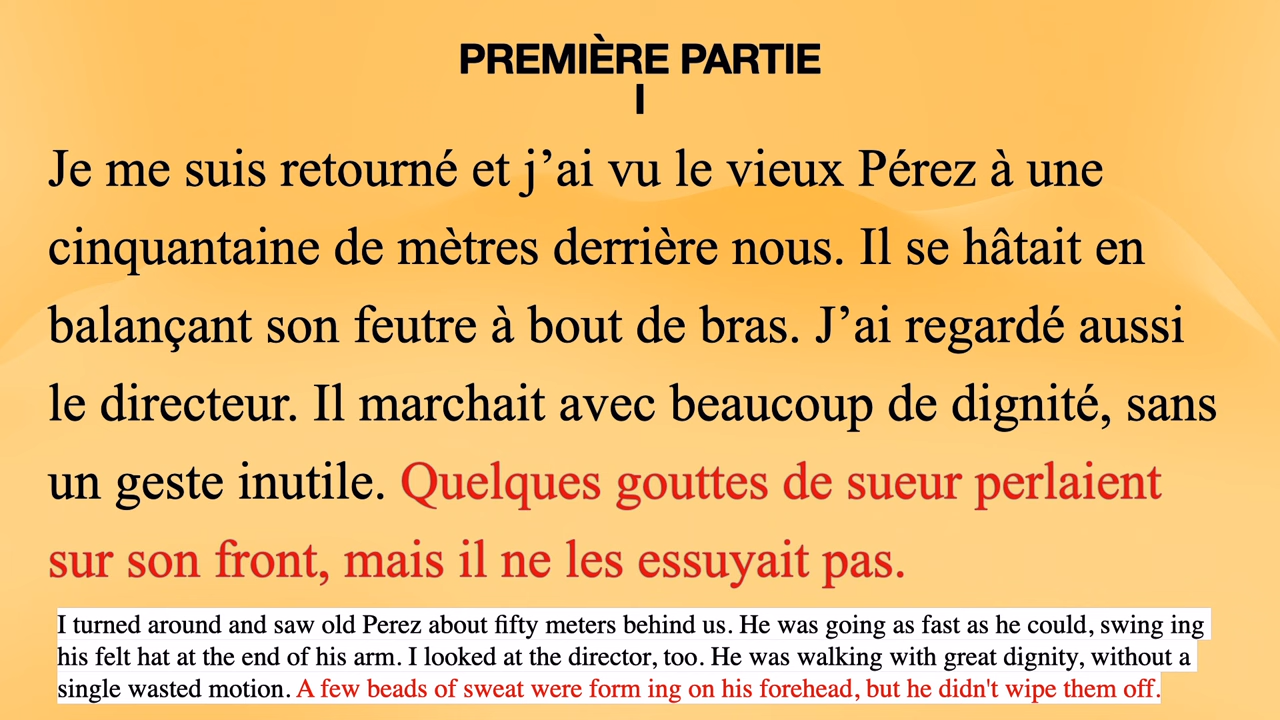 PREMIÈRE PARTIE
I
Je me suis retourné et j’ai vu le vieux Pérez à une
cinquantaine de mètres derrière nous. Il se hâtait en
balançant son feutre à bout de bras. J’ai regardé aussi
le directeur. Il marchait avec beaucoup de dignité, sans
un geste inutile. Quelques gouttes de sueur perlaient
sur son front, mais il ne les essuyait pas.
I turned around and saw old Perez about fifty meters behind us. He was going as fast as he could, swing ing
his felt hat at the end of his arm. I looked at the director, too. He was walking with great dignity, without a
single wasted motion. A few beads of sweat were form ing on his forehead, but he didn't wipe them off.